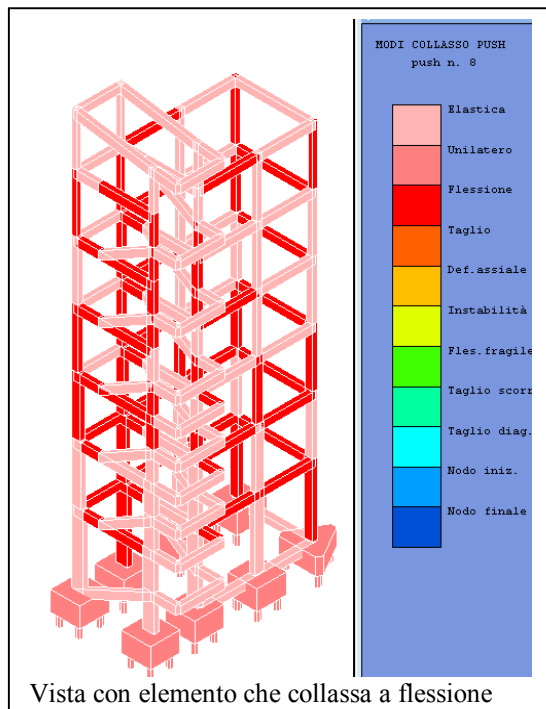 MODI COLLASSO PUSH
push n. 8
Elastica
Unilatero
Flessione
Taglio
Def.assiale
Instabilità
Fles.fragile
Taglio scorr
Taglio diag.
Nodo iniz.
Nodo finale
Vista con elemento che collassa a flessione